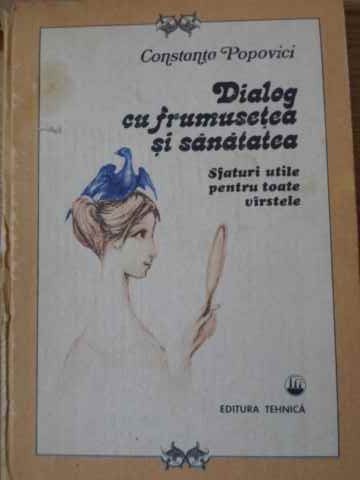 Constanța Popovici
Dialog
cu frumusețea
și sănătatea
Sfaturi utile
pentru toate
vîrstele
EDITURA TEHNICĂ